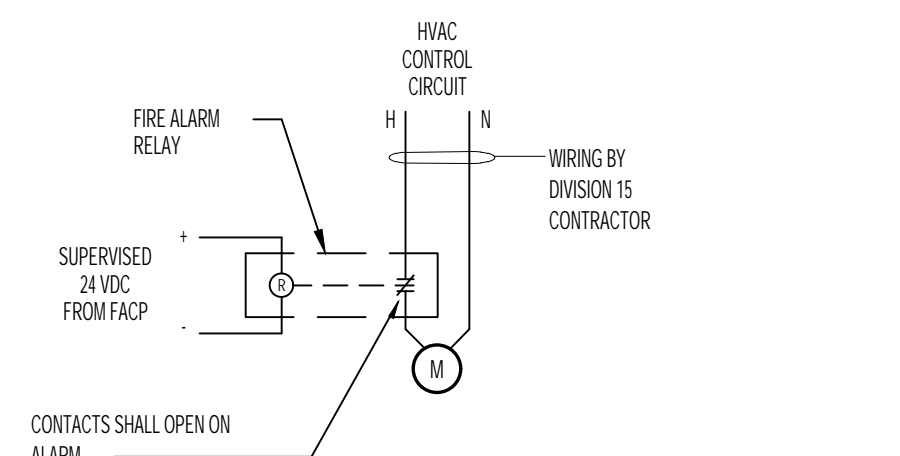 HVAC
CONTROL
CIRCUIT
FIRE ALARM
RELAY
H
N
WIRING BY
DIVISION 15
CONTRACTOR
+
SUPERVISED
24 VDC
FROM FACP
-
R
M
CONTACTS SHALL OPEN ON
ALARM